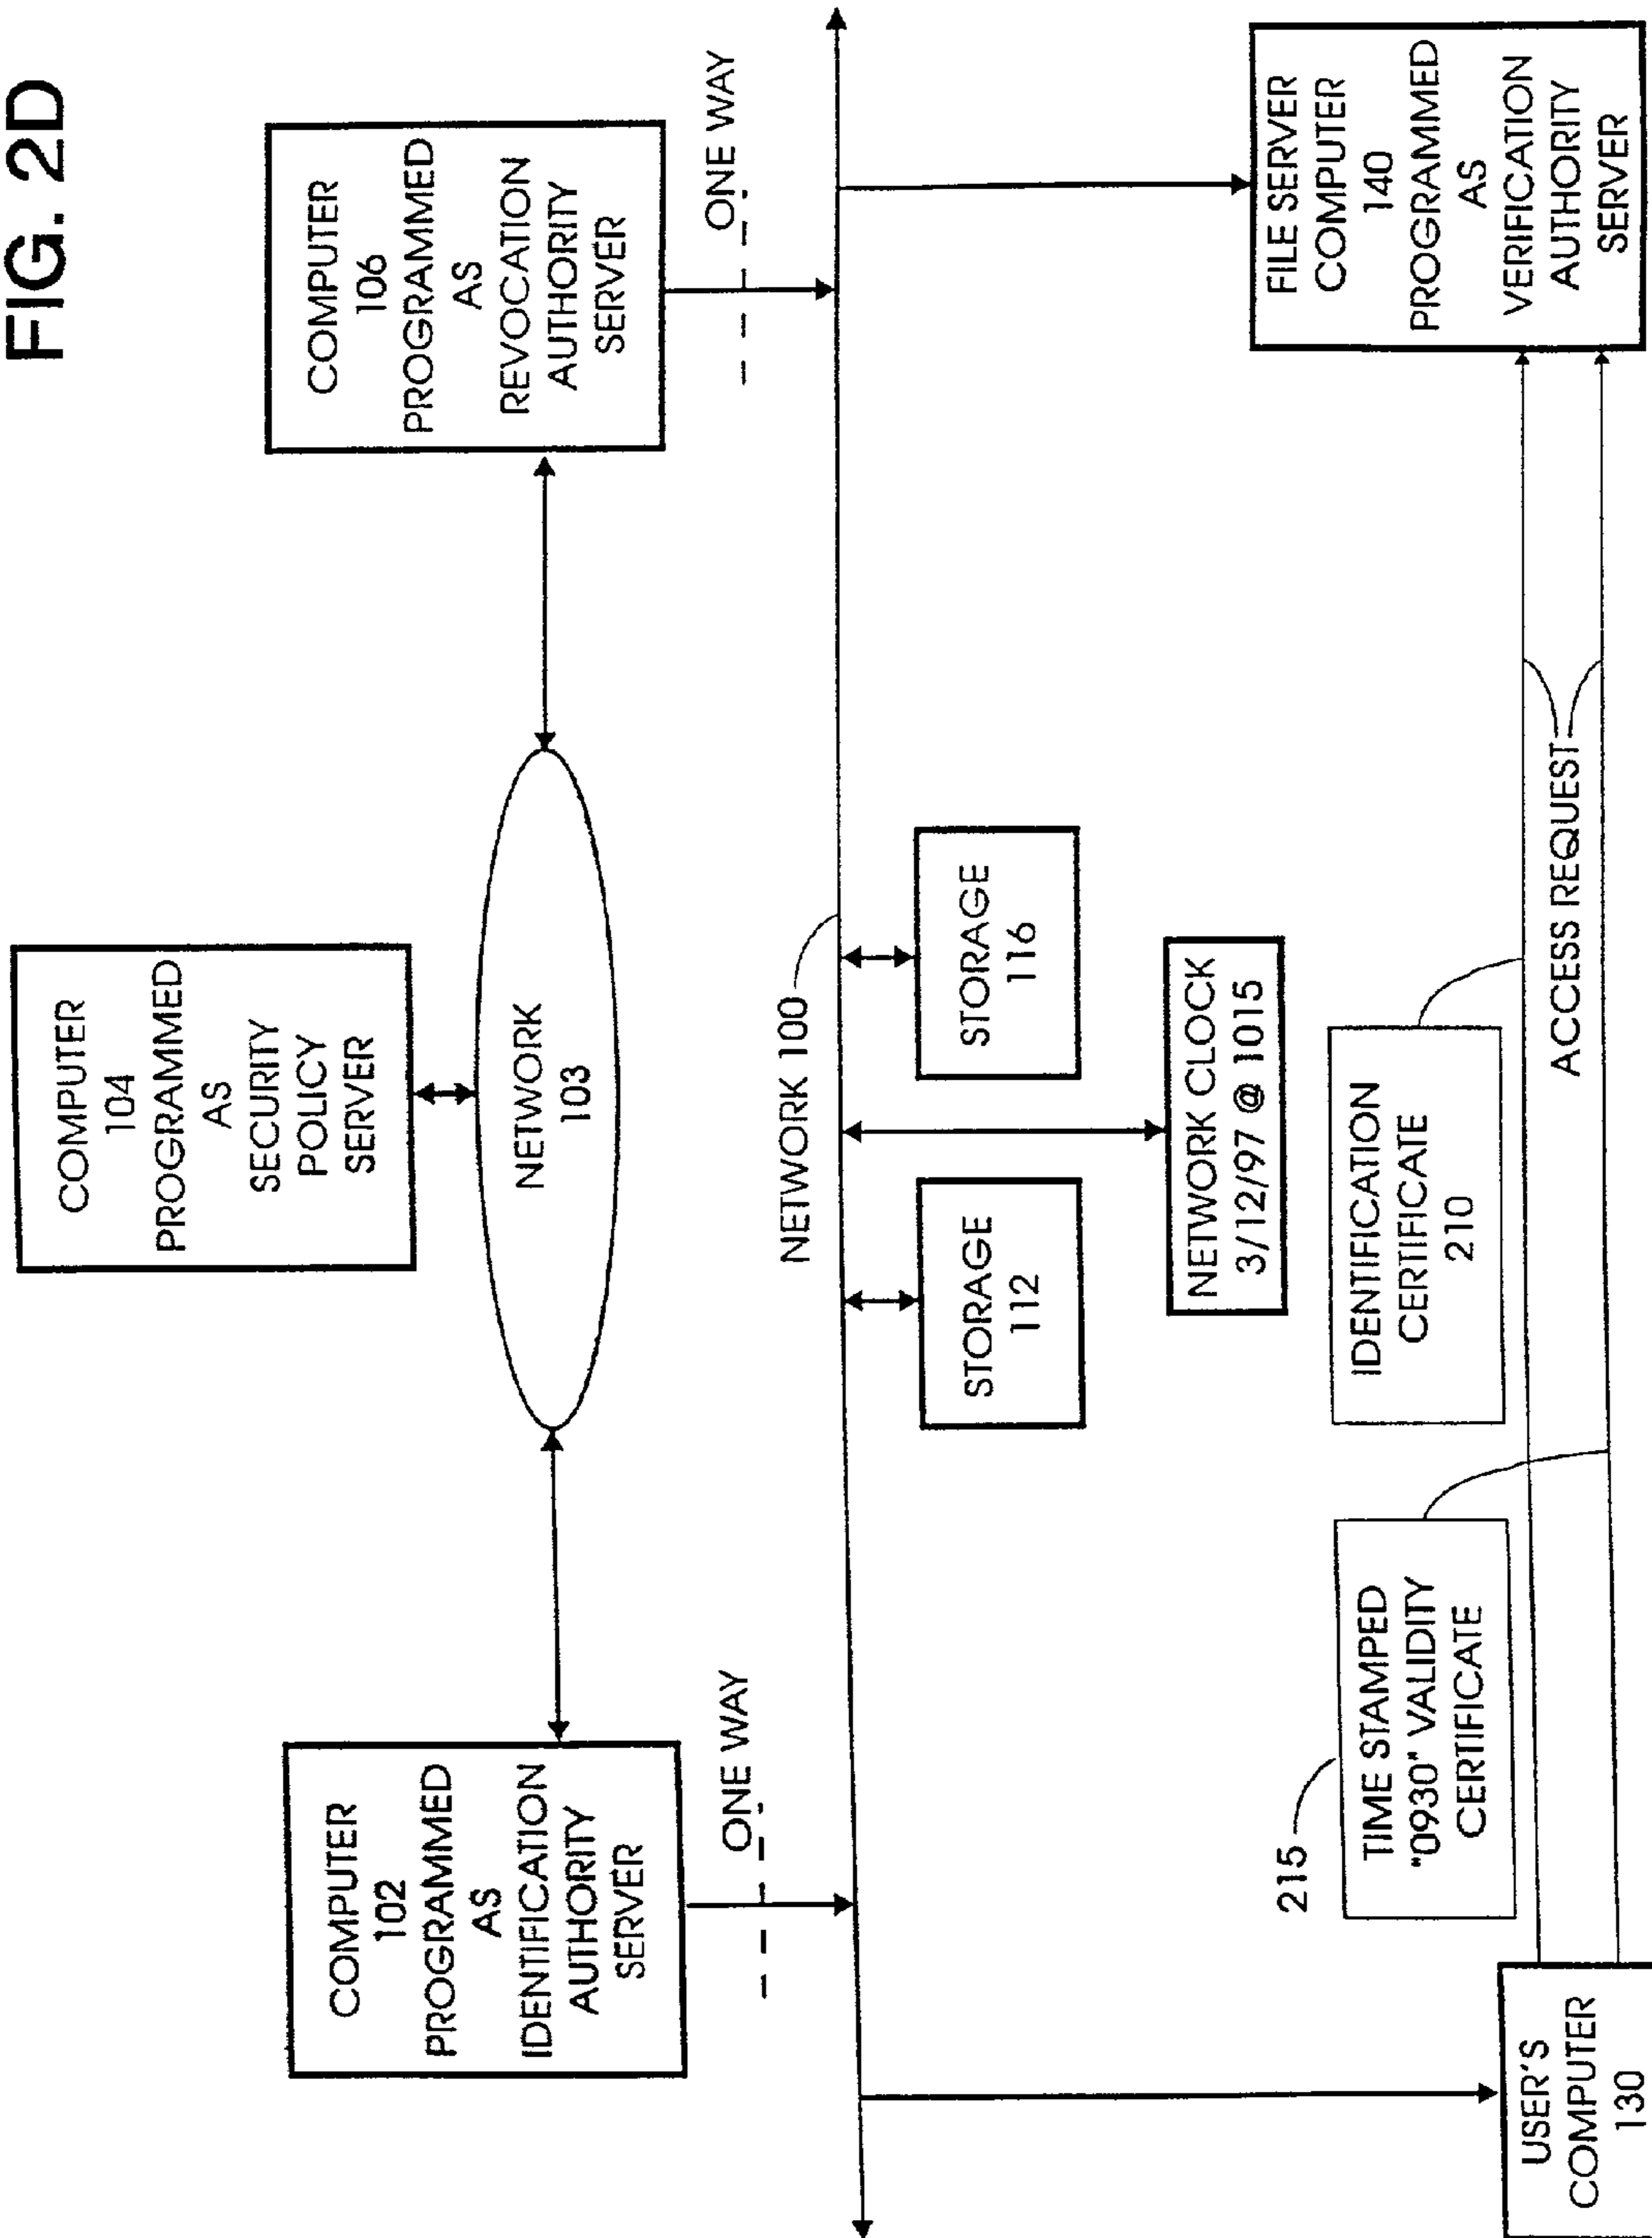 FIG. 2D
COMPUTER
104
PROGRAMMED
AS
SECURITY
POLICY
SERVER
COMPUTER
102
PROGRAMMED
AS
IDENTIFICATION
AUTHORITY
SERVER
NETWORK
103
COMPUTER
106
PROGRAMMED
AS
REVOCATION
AUTHORITY
SERVER
ONE WAY
ONE WAY
NETWORK 100
STORAGE
112
STORAGE
116
NETWORK CLOCK
3/12/97 @ 1015
215
TIME STAMPED
"0930" VALIDITY
CERTIFICATE
IDENTIFICATION
CERTIFICATE
210
ACCESS REQUEST
USER'S
COMPUTER
130
FILE SERVER
COMPUTER
140
PROGRAMMED
AS
VERIFICATION
AUTHORITY
SERVER